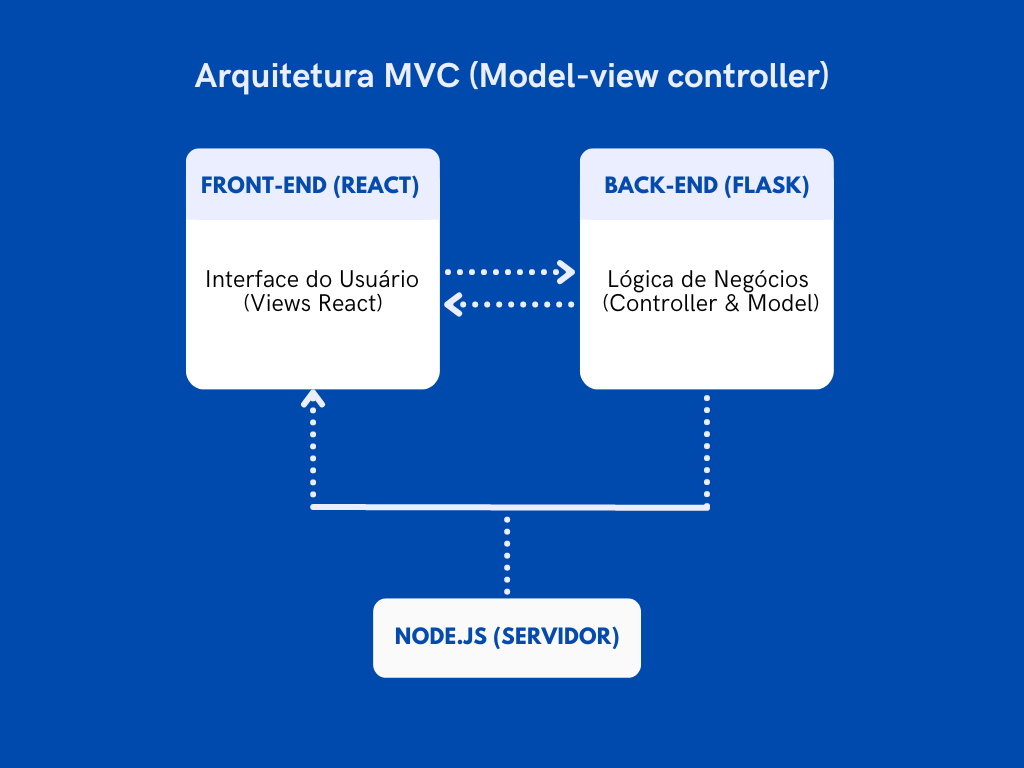 Arquitetura MVC (Model-view controller)
FRONT-END (REACT)
Interface do Usuário
(Views React)
BACK-END (FLASK)
Lógica de Negócios
(Controller & Model)
NODE.JS (SERVIDOR)